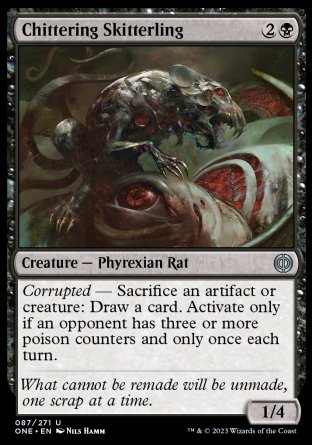 Chittering Skitterling 2
Creature — Phyrexian Rat
Corrupted — Sacrifice an artifact or
creature: Draw a card. Activate only
if an opponent has three or more
poison counters and only once each
turn.
What cannot be remade will be unmade,
one scrap at a time.
1/4
087/271 U
ONE • EN Nils Hamm
™ & © 2023 Wizards of the Coast